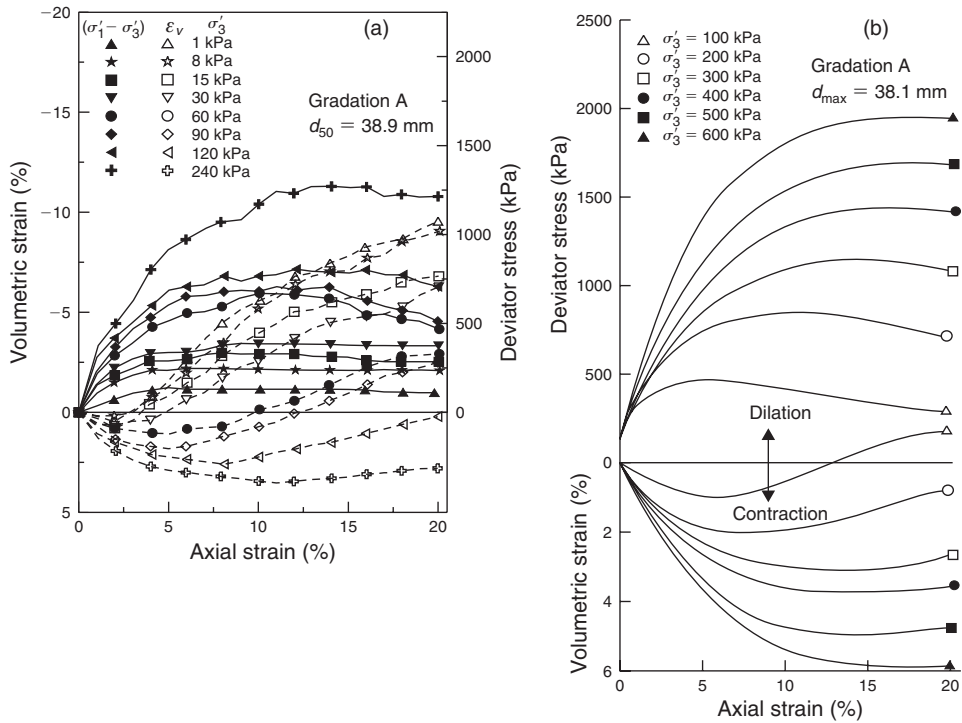 (a)
(σ′1 − σ′3) εv σ′3
1 kPa
8 kPa
15 kPa
30 kPa
60 kPa
90 kPa
120 kPa
240 kPa
Gradation A
d50 = 38.9 mm
Volumetric strain (%)
−20
−15
−10
−5
0
5
Deviator stress (kPa)
2000
1500
1000
500
0
0 5 10 15 20
Axial strain (%)
(b)
σ′3 = 100 kPa
σ′3 = 200 kPa
σ′3 = 300 kPa
σ′3 = 400 kPa
σ′3 = 500 kPa
σ′3 = 600 kPa
Gradation A
dmax = 38.1 mm
Deviator stress (kPa)
2500
2000
1500
1000
500
0
Dilation
Contraction
Volumetric strain (%)
2
4
6
0 5 10 15 20
Axial strain (%)